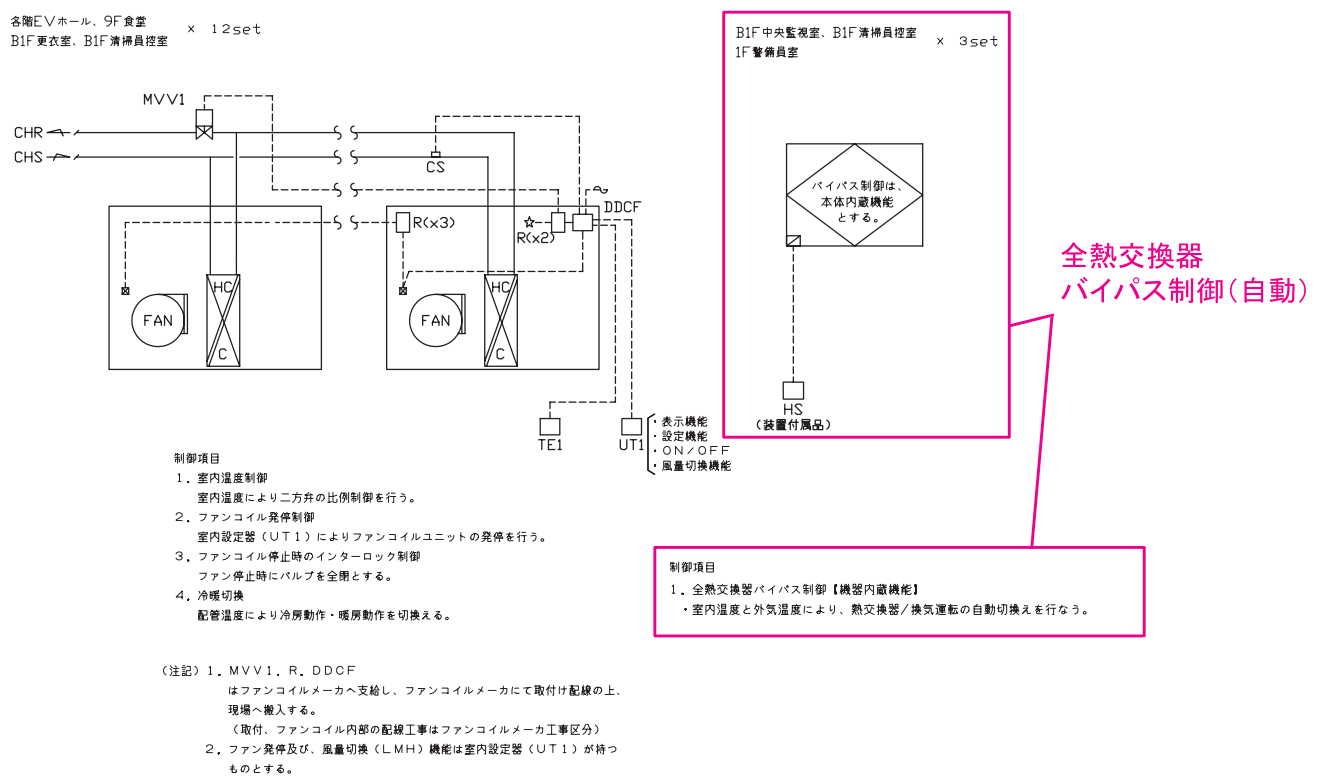 各階EVホール、9F食堂
B1F更衣室、B1F清掃員控室
× 12set
MVV1
CHR
CHS
CS
DDCF
R(x3)
R(x2)
HC
FAN
C
HC
FAN
C
TE1
UT1
・表示機能
・設定機能
・ON/OFF
・風量切換機能
B1F中央監視室、B1F清掃員控室
1F警備員室
× 3set
バイパス制御は、
本体内蔵機能
とする。
HS
(装置付属品)
全熱交換器
バイパス制御(自動)
制御項目
1．室内温度制御
室内温度により二方弁の比例制御を行う。
2．ファンコイル発停制御
室内設定器(UT1)によりファンコイルユニットの発停を行う。
3．ファンコイル停止時のインターロック制御
ファン停止時にバルブを全閉とする。
4．冷暖切換
配管温度により冷房動作・暖房動作を切換える。
制御項目
1．全熱交換器バイパス制御【機器内蔵機能】
・室内温度と外気温度により、熱交換器/換気運転の自動切換えを行なう。
(注記)1．MVV1．R．DDCF
はファンコイルメーカへ支給し、ファンコイルメーカにて取付け配線の上、
現場へ搬入する。
(取付、ファンコイル内部の配線工事はファンコイルメーカ工事区分)
2．ファン発停及び、風量切換(LMH)機能は室内設定器(UT1)が持つ
ものとする。